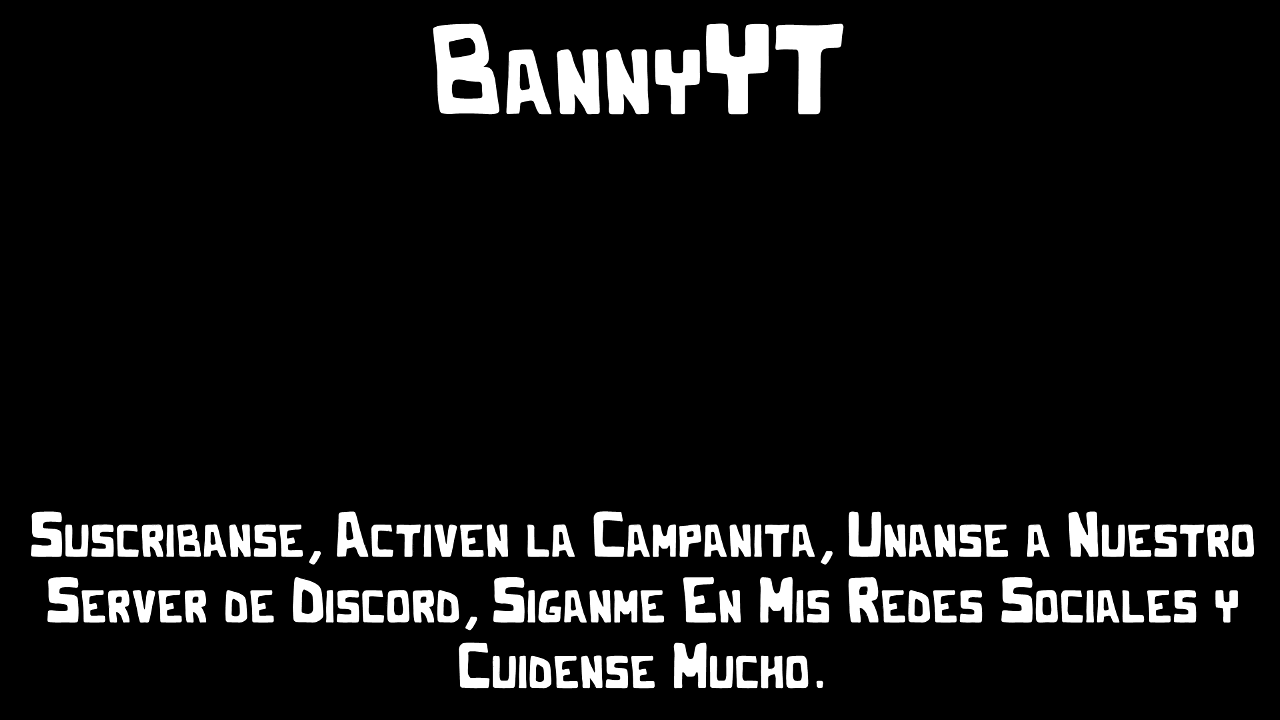 BannyYT
Suscribanse, Activen la Campanita, Unanse a Nuestro
Server de Discord, Siganme En Mis Redes Sociales y
Cuidense Mucho.